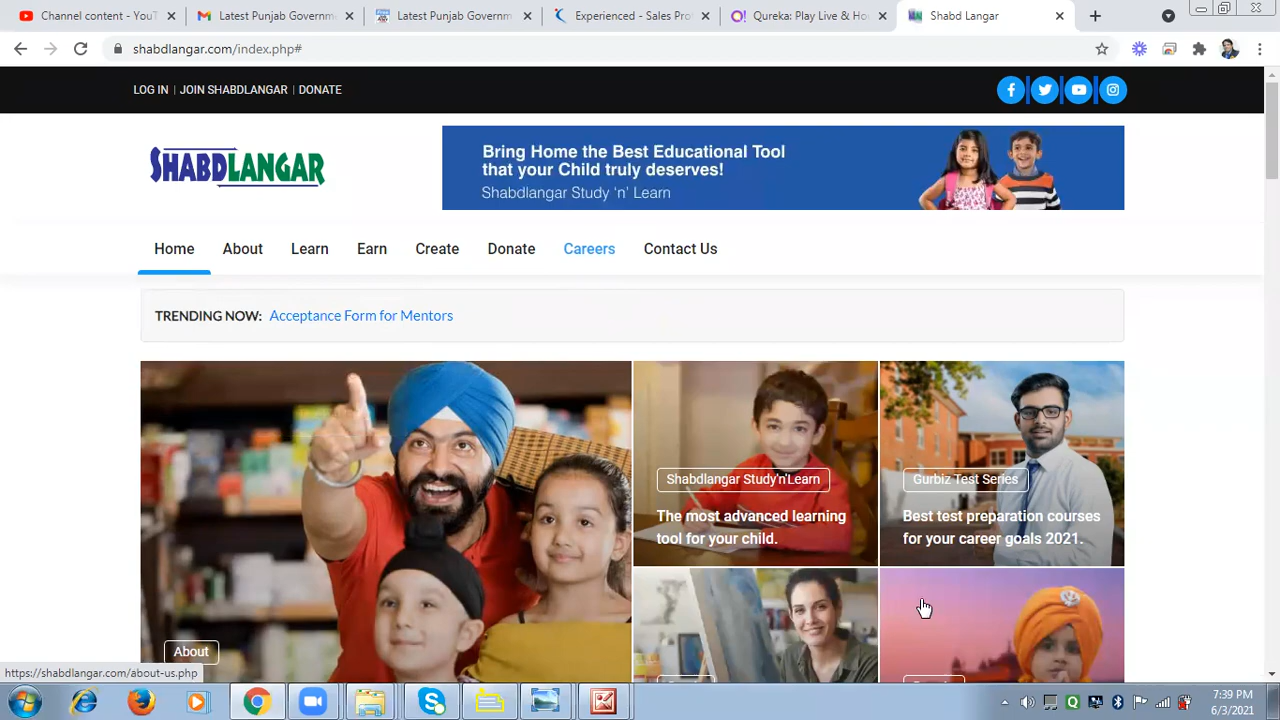 Channel content - YouT
Latest Punjab Governm
Latest Punjab Governm
Experienced - Sales Pro
Qureka: Play Live & Ho
Shabd Langar
shabdlangar.com/index.php#
LOG IN | JOIN SHABDLANGAR | DONATE
SHABDLANGAR
Bring Home the Best Educational Tool
that your Child truly deserves!
Shabdlangar Study 'n' Learn
Home About Learn Earn Create Donate Careers Contact Us
TRENDING NOW: Acceptance Form for Mentors
Shabdlangar Study'n'Learn
The most advanced learning
tool for your child.
Gurbiz Test Series
Best test preparation courses
for your career goals 2021.
About
https://shabdlangar.com/about-us.php
7:39 PM
6/3/2021